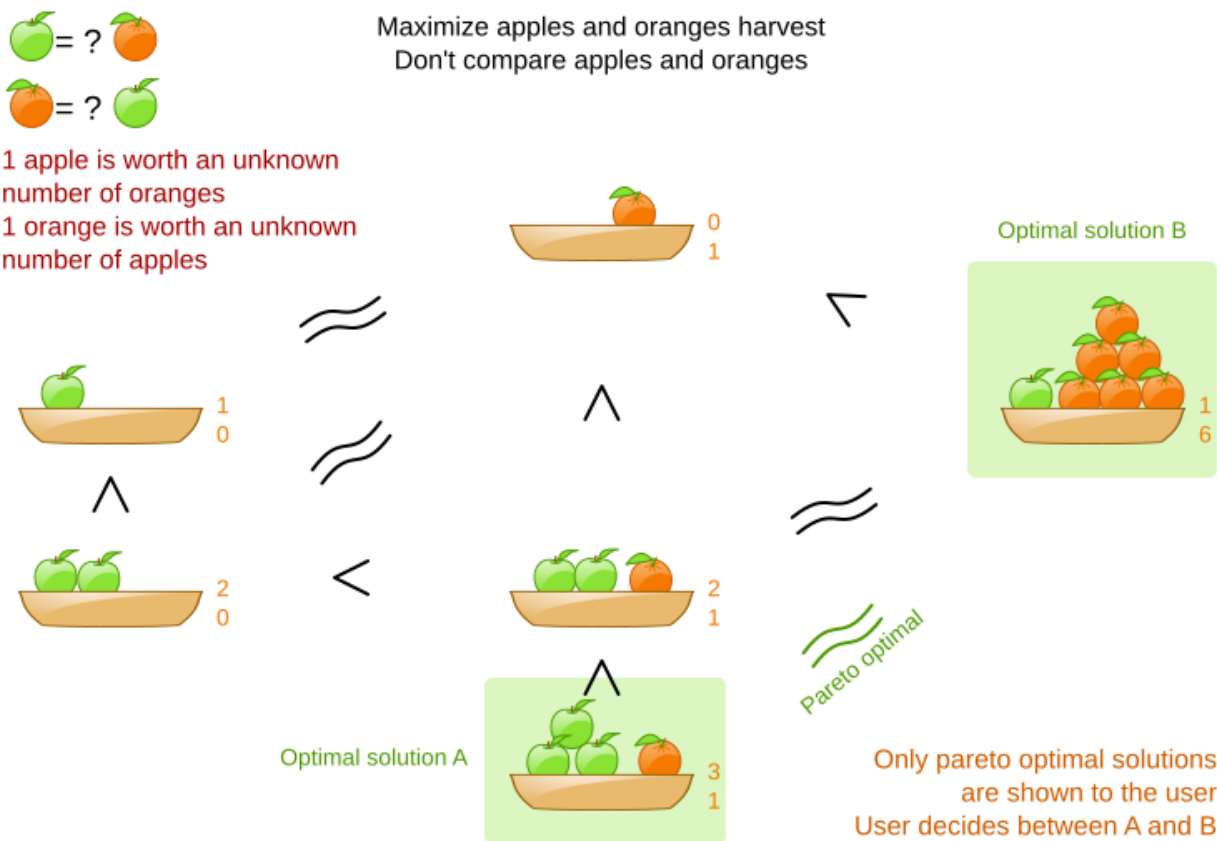 Maximize apples and oranges harvest
Don't compare apples and oranges
= ?
= ?
1 apple is worth an unknown
number of oranges
1 orange is worth an unknown
number of apples
0
1
Optimal solution B
1
6
1
0
2
0
2
1
Pareto optimal
Optimal solution A
3
1
Only pareto optimal solutions
are shown to the user
User decides between A and B